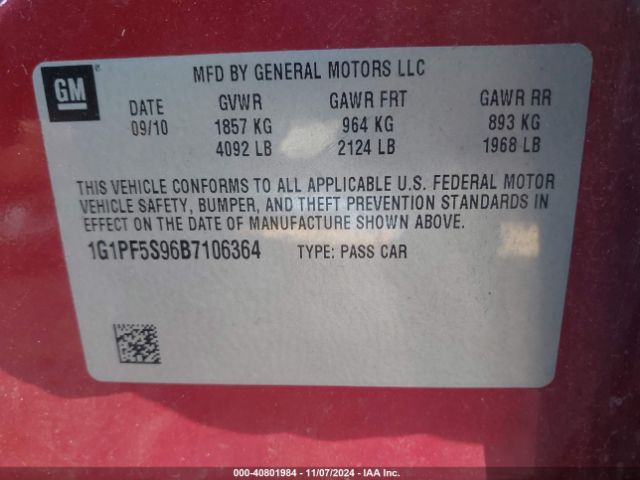 GM
MFD BY GENERAL MOTORS LLC
DATE GVWR GAWR FRT GAWR RR
09/10 1857 KG 964 KG 893 KG
4092 LB 2124 LB 1968 LB
THIS VEHICLE CONFORMS TO ALL APPLICABLE U.S. FEDERAL MOTOR
VEHICLE SAFETY, BUMPER, AND THEFT PREVENTION STANDARDS IN
EFFECT ON THE DATE OF MANUFACTURE SHOWN ABOVE.
1G1PF5S96B7106364 TYPE: PASS CAR
000-40801984 - 11/07/2024 - IAA Inc.